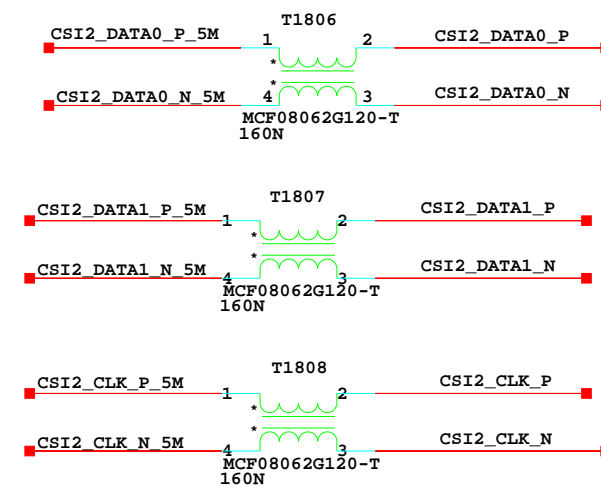 T1806
CSI2_DATA0_P_5M 1 2 CSI2_DATA0_P
*
*
CSI2_DATA0_N_5M 4 3 CSI2_DATA0_N
MCF08062G120-T
160N
T1807
CSI2_DATA1_P_5M 1 2 CSI2_DATA1_P
*
*
CSI2_DATA1_N_5M 4 3 CSI2_DATA1_N
MCF08062G120-T
160N
T1808
CSI2_CLK_P_5M 1 2 CSI2_CLK_P
*
*
CSI2_CLK_N_5M 4 3 CSI2_CLK_N
MCF08062G120-T
160N